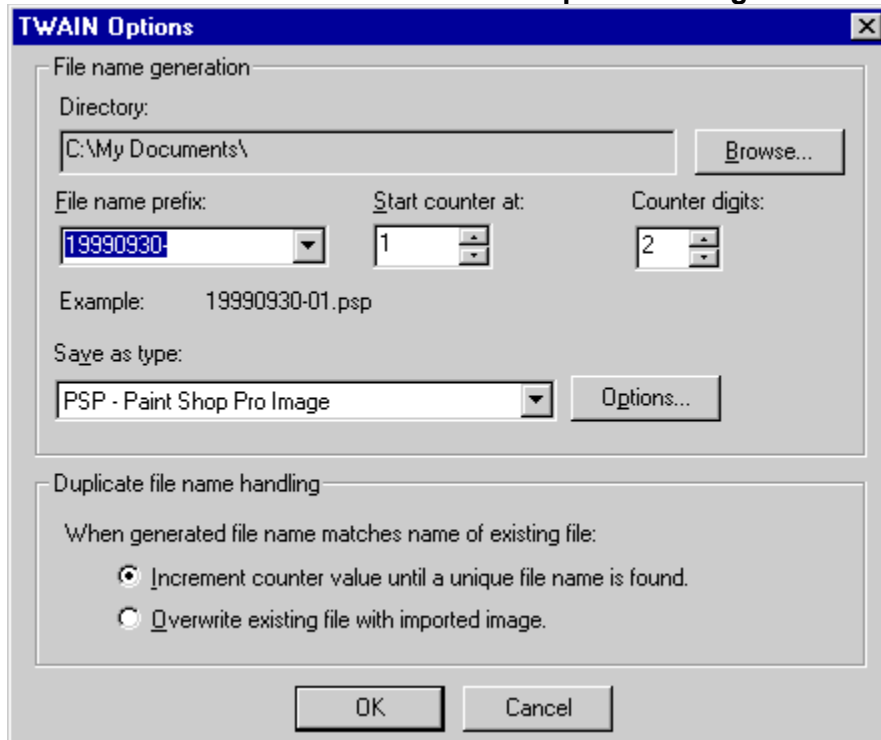 TWAIN Options
File name generation
Directory:
C:\My Documents\
Browse...
File name prefix:
Start counter at:
Counter digits:
19990930-
1
2
Example: 19990930-01.psp
Save as type:
PSP - Paint Shop Pro Image
Options...
Duplicate file name handling
When generated file name matches name of existing file:
Increment counter value until a unique file name is found.
Overwrite existing file with imported image.
OK
Cancel